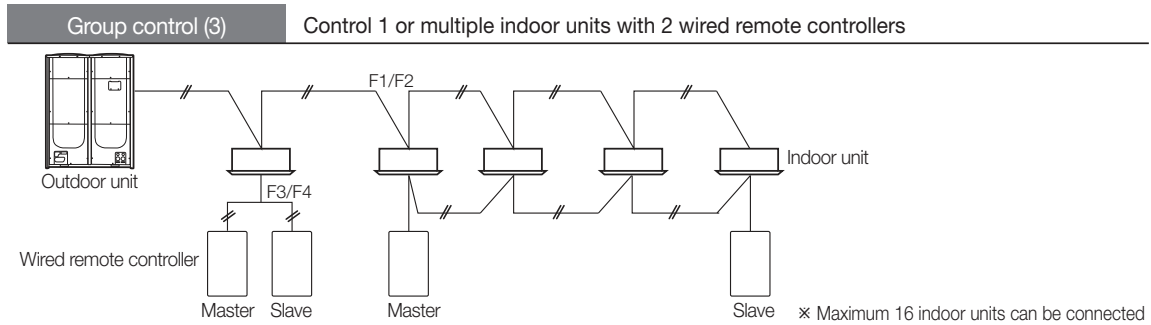 Group control (3)
Control 1 or multiple indoor units with 2 wired remote controllers
F1/F2
Indoor unit
Outdoor unit
F3/F4
Wired remote controller
Master Slave Master Slave
※ Maximum 16 indoor units can be connected